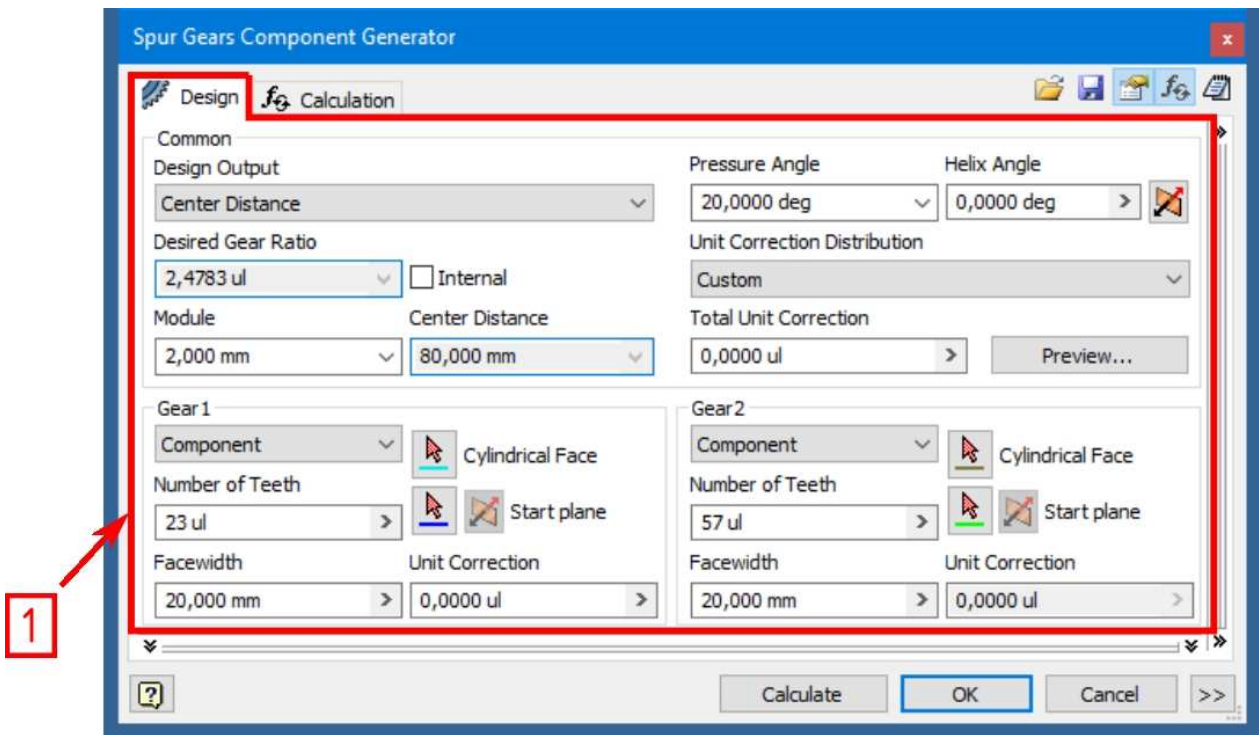 Spur Gears Component Generator
x
Design
Calculation
Common
Design Output
Pressure Angle
Helix Angle
Center Distance
20,0000 deg
0,0000 deg
Desired Gear Ratio
Unit Correction Distribution
2,4783 ul
Internal
Custom
Module
Center Distance
Total Unit Correction
2,000 mm
80,000 mm
0,0000 ul
Preview...
Gear1
Component
Cylindrical Face
Number of Teeth
23 ul
Start plane
Facewidth
Unit Correction
20,000 mm
0,0000 ul
Gear2
Component
Cylindrical Face
Number of Teeth
57 ul
Start plane
Facewidth
Unit Correction
20,000 mm
0,0000 ul
1
?
Calculate
OK
Cancel
>>